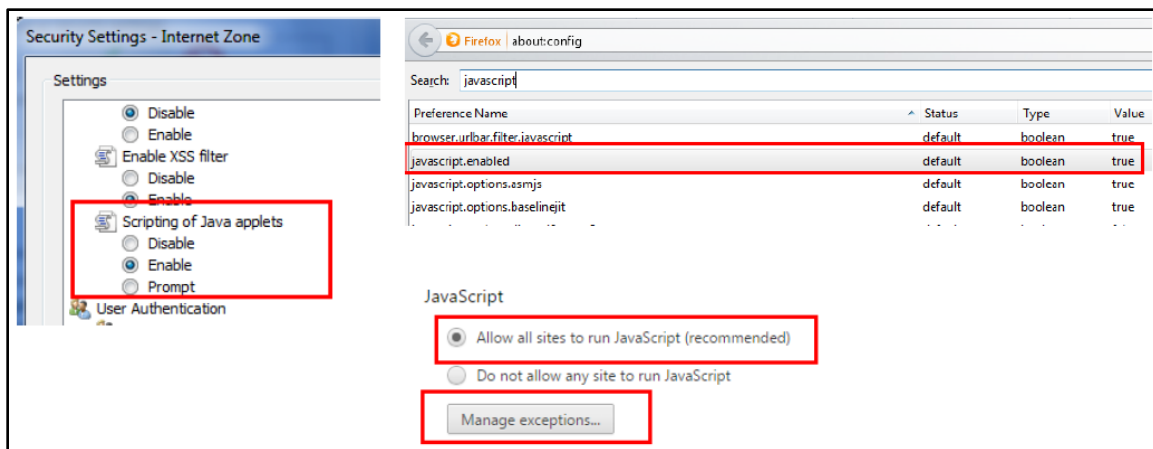 Security Settings - Internet Zone
Settings
Disable
Enable
Enable XSS filter
Disable
Enable
Scripting of Java applets
Disable
Enable
Prompt
User Authentication
Firefox about:config
Search: javascript
Preference Name Status Type Value
browser.urlbar.filter.javascript default boolean true
javascript.enabled default boolean true
javascript.options.asmjs default boolean true
javascript.options.baselinejit default boolean true
JavaScript
Allow all sites to run JavaScript (recommended)
Do not allow any site to run JavaScript
Manage exceptions...